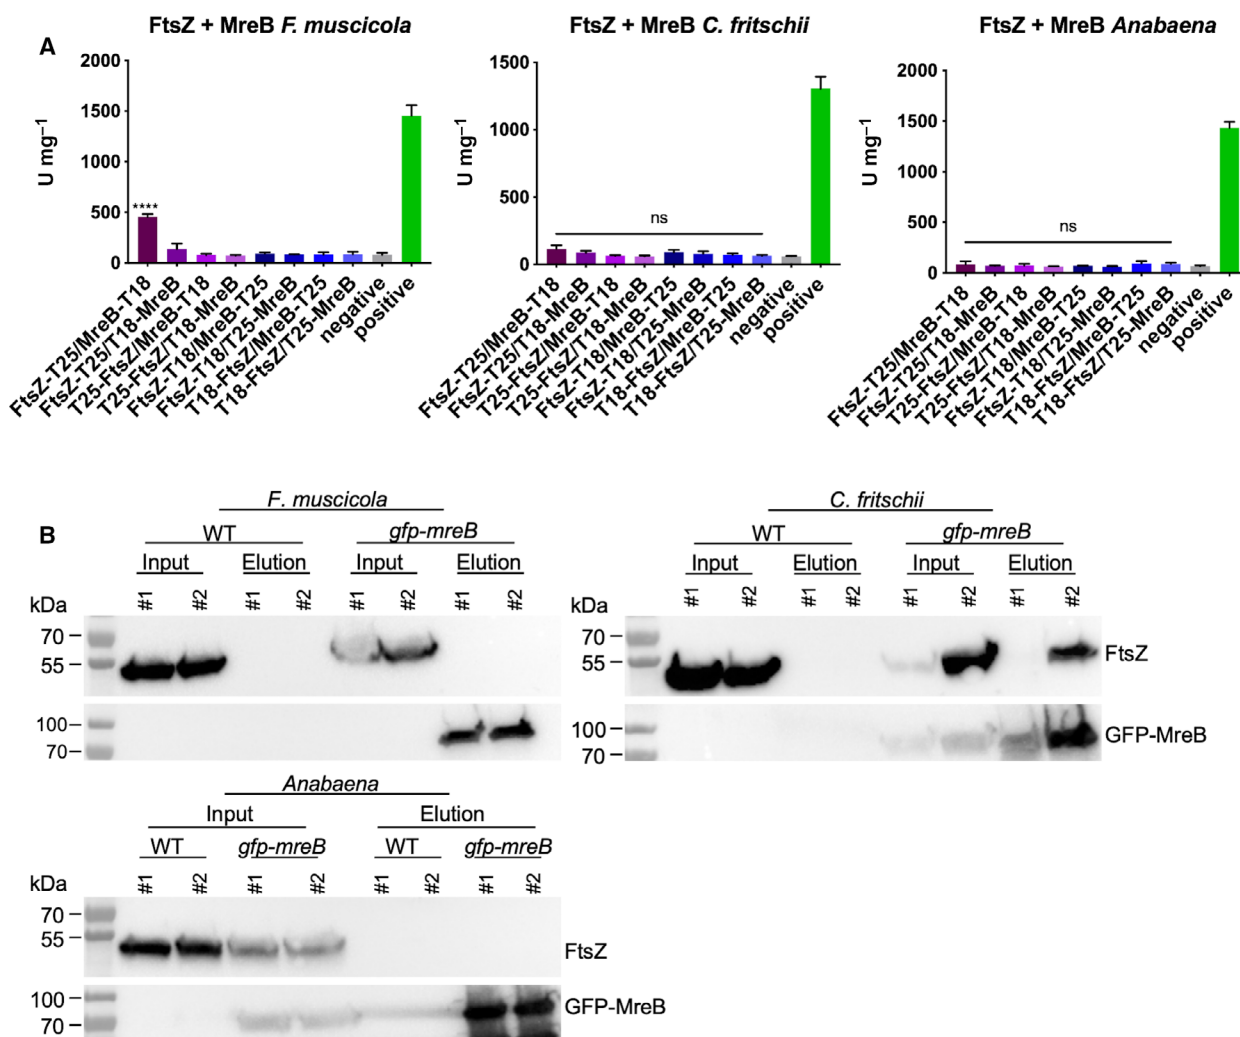 A
FtsZ + MreB F. muscicola
FtsZ + MreB C. fritschii
FtsZ + MreB Anabaena
U mg–1
2000
1500
1000
500
0
****
FtsZ-T25/MreB-T18
FtsZ-T25/T18-MreB
T25-FtsZ/MreB-T18
T25-FtsZ/T18-MreB
FtsZ-T18/MreB-T25
FtsZ-T18/T25-MreB
T18-FtsZ/MreB-T25
T18-FtsZ/T25-MreB
negative
positive
U mg–1
1500
1000
500
0
ns
FtsZ-T25/MreB-T18
FtsZ-T25/T18-MreB
T25-FtsZ/MreB-T18
T25-FtsZ/T18-MreB
FtsZ-T18/MreB-T25
FtsZ-T18/T25-MreB
T18-FtsZ/MreB-T25
T18-FtsZ/T25-MreB
negative
positive
U mg–1
2000
1500
1000
500
0
ns
FtsZ-T25/MreB-T18
FtsZ-T25/T18-MreB
T25-FtsZ/MreB-T18
T25-FtsZ/T18-MreB
FtsZ-T18/MreB-T25
FtsZ-T18/T25-MreB
T18-FtsZ/MreB-T25
T18-FtsZ/T25-MreB
negative
positive
B
F. muscicola
WT gfp-mreB
Input Elution Input Elution
kDa #1 #2 #1 #2 #1 #2 #1 #2
70
55
100
70
C. fritschii
WT gfp-mreB
Input Elution Input Elution
kDa #1 #2 #1 #2 #1 #2 #1 #2
70
55 FtsZ
100 GFP-MreB
70
Anabaena
Input Elution
WT gfp-mreB WT gfp-mreB
kDa #1 #2 #1 #2 #1 #2 #1 #2
70
55 FtsZ
100 GFP-MreB
70